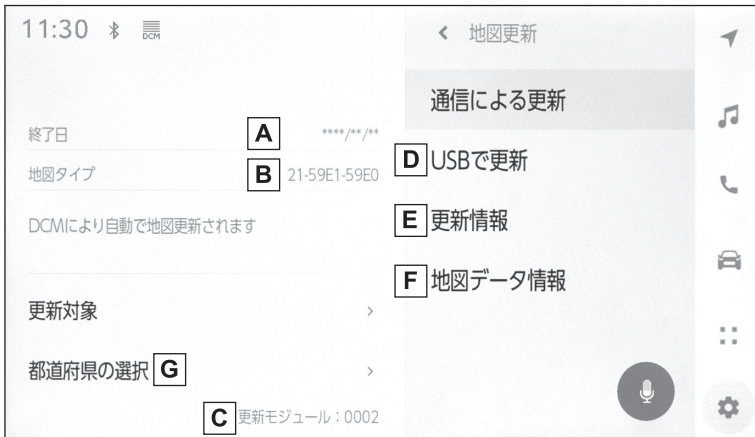 11:30 DCM
終了日 A ****/**/**
地図タイプ B 21-59E1-59E0
DCMにより自動で地図更新されます
更新対象 >
都道府県の選択 G >
C 更新モジュール：0002
< 地図更新
通信による更新
D USBで更新
E 更新情報
F 地図データ情報